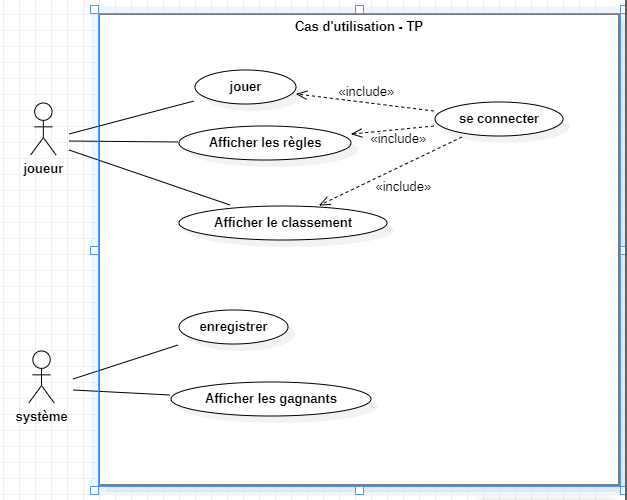 Cas d'utilisation - TP
jouer
«include»
se connecter
Afficher les règles
«include»
joueur
«include»
Afficher le classement
enregistrer
système
Afficher les gagnants